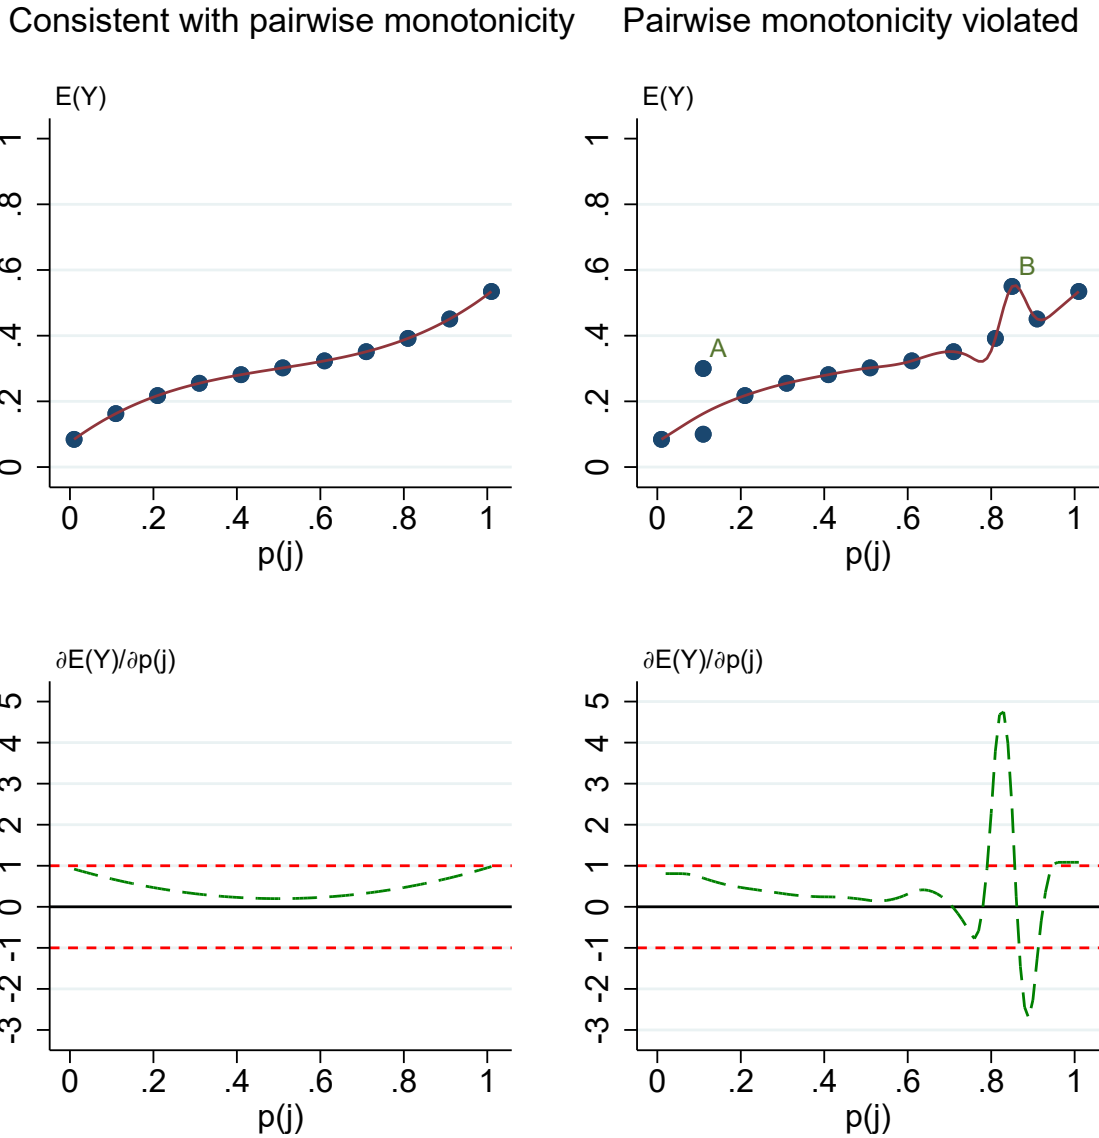 Consistent with pairwise monotonicity
E(Y)
1
.8
.6
.4
.2
0
0 .2 .4 .6 .8 1
p(j)
Pairwise monotonicity violated
E(Y)
1
.8
.6
.4
.2
0
A
B
0 .2 .4 .6 .8 1
p(j)
∂E(Y)/∂p(j)
5
4
3
2
1
0
-1
-2
-3
0 .2 .4 .6 .8 1
p(j)
∂E(Y)/∂p(j)
5
4
3
2
1
0
-1
-2
-3
0 .2 .4 .6 .8 1
p(j)